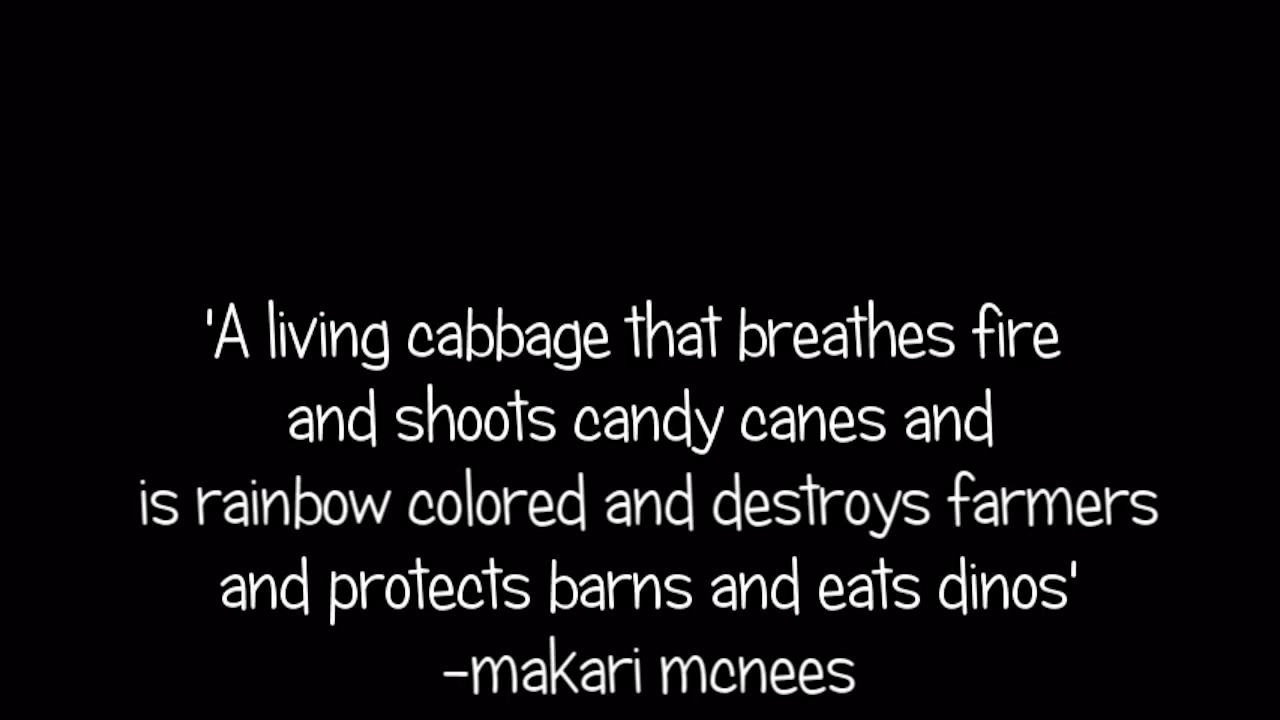 'A living cabbage that breathes fire
and shoots candy canes and
is rainbow colored and destroys farmers
and protects barns and eats dinos'
-makari mcnees